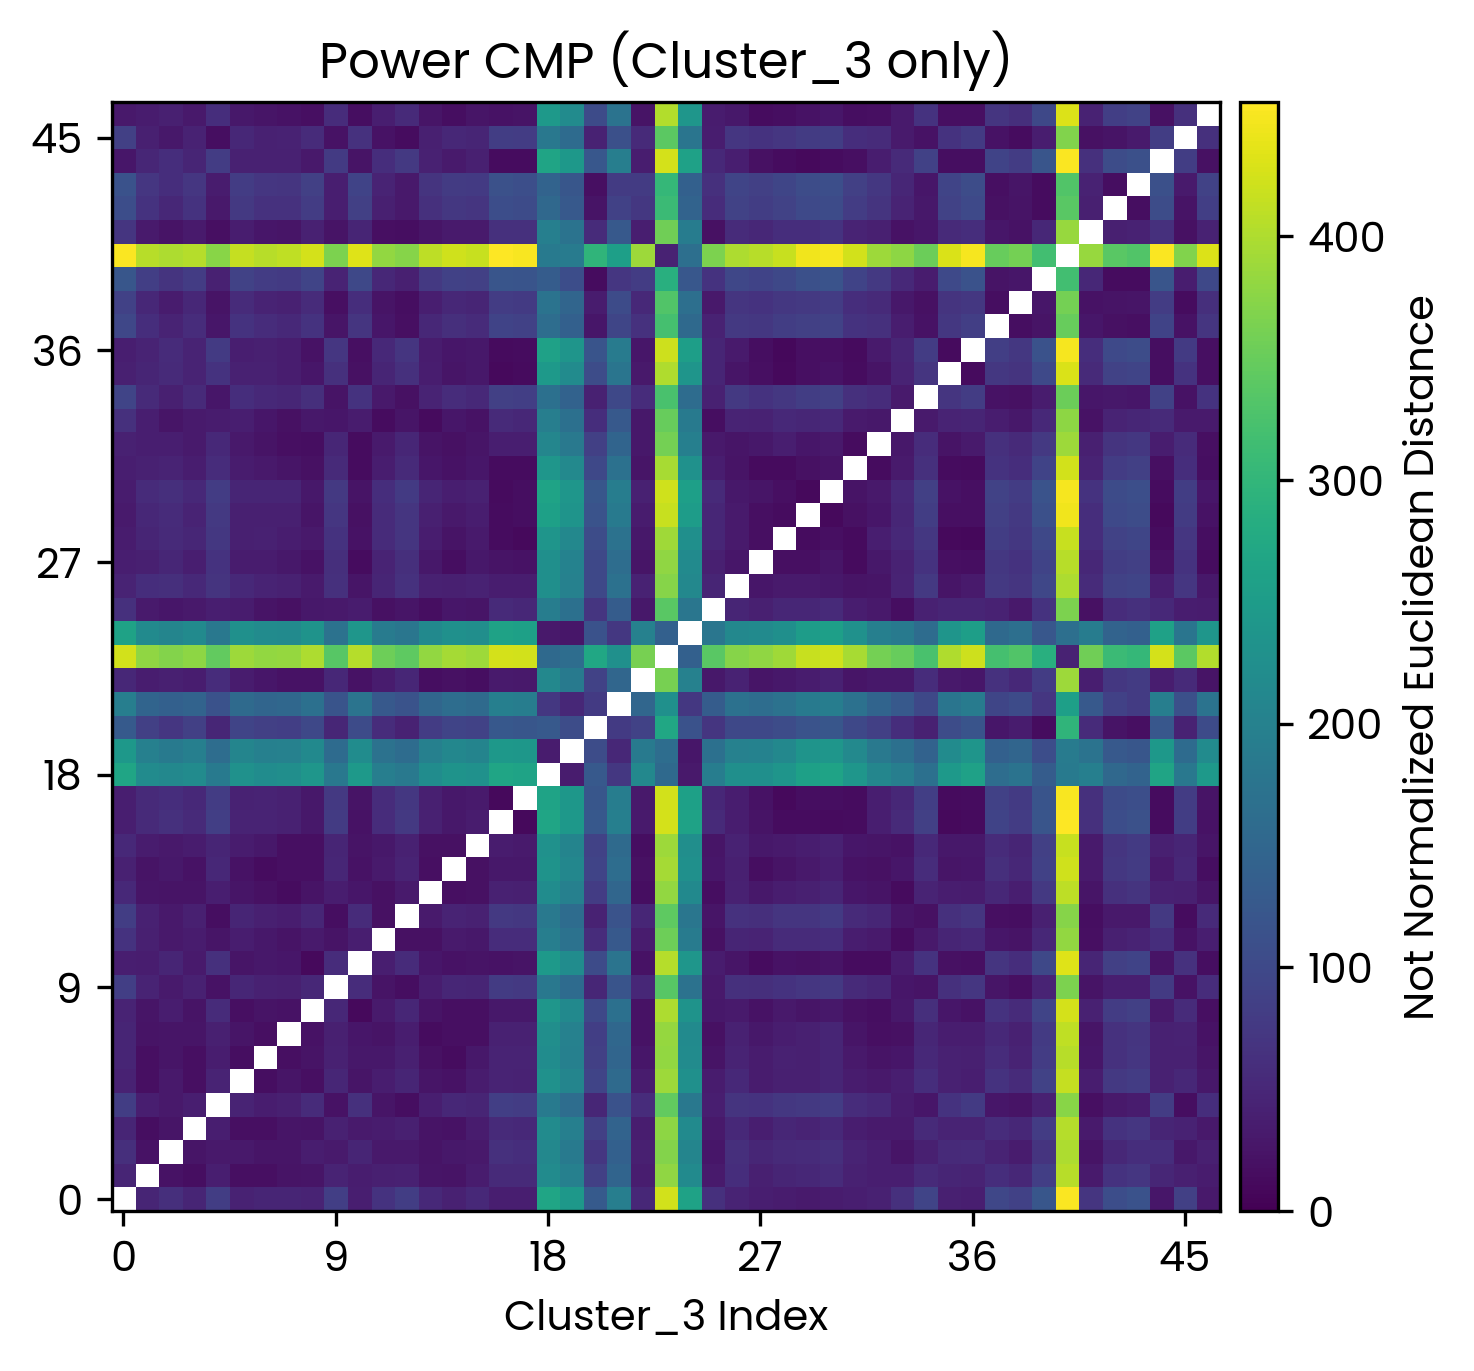 Power CMP (Cluster_3 only)
45
36
27
18
9
0
0 9 18 27 36 45
Cluster_3 Index
400
300
200
100
0
Not Normalized Euclidean Distance